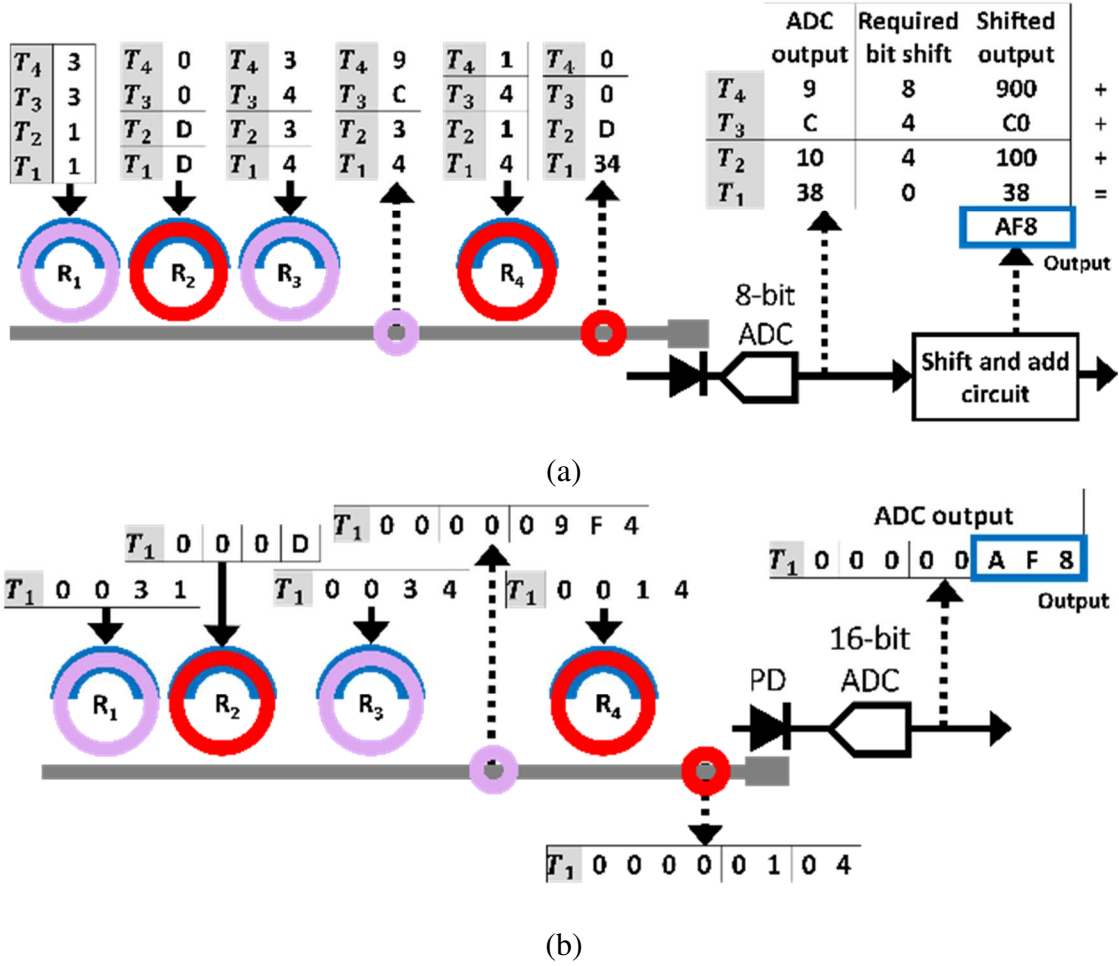 ADC Required Shifted
output bit shift output
T4 9 8 900 +
T3 C 4 C0 +
T2 10 4 100 +
T1 38 0 38 =
AF8
Output
T4 3
T3 3
T2 1
T1 1
T4 0
T3 0
T2 D
T1 D
T4 3
T3 4
T2 3
T1 4
T4 9
T3 C
T2 3
T1 4
T4 1
T3 4
T2 1
T1 4
T4 0
T3 0
T2 D
T1 34
R1 R2 R3 R4
8-bit
ADC
Shift and add
circuit
(a)
T1 0 0 0 0 0 9 F 4
ADC output
T1 0 0 0 D
T1 0 0 0 0 0 A F 8
Output
T1 0 0 3 1
T1 0 0 3 4
T1 0 0 1 4
16-bit
PD ADC
R1 R2 R3 R4
T1 0 0 0 0 0 1 0 4
(b)